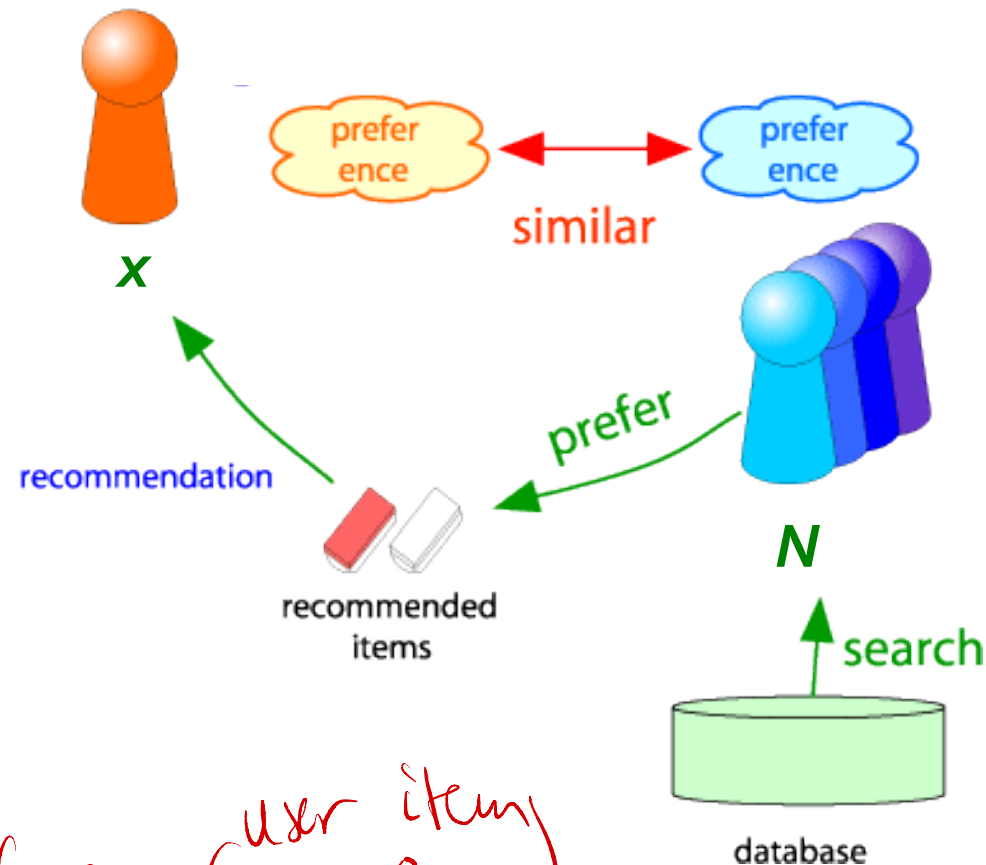 prefer
ence
prefer
ence
similar
x
prefer
recommendation
N
recommended
items
search
user item
database